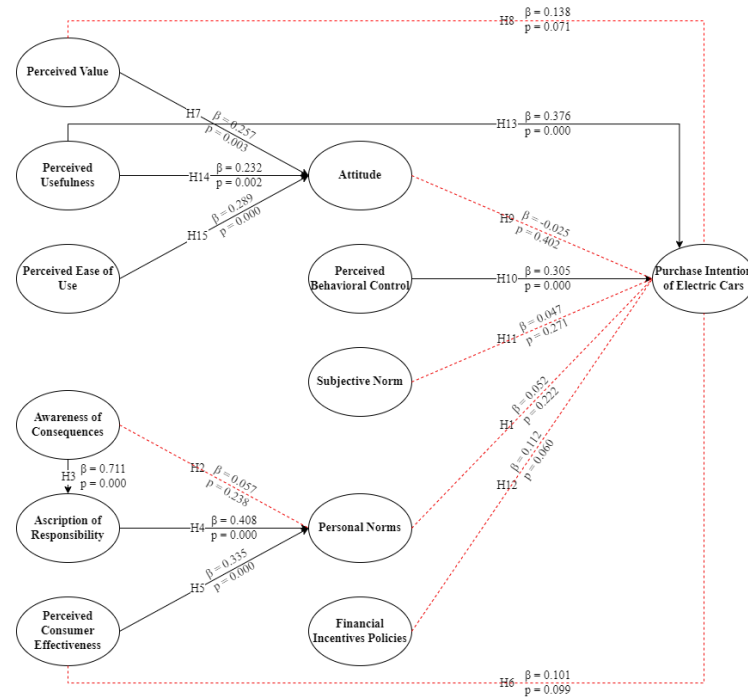 H8
β = 0.138
p = 0.071
Perceived Value
H7
β = 0.257
p = 0.003
H13
β = 0.376
p = 0.000
Perceived
Usefulness
H14
β = 0.232
p = 0.002
Attitude
H15
β = 0.289
p = 0.000
H9
β = -0.025
p = 0.402
Perceived Ease of
Use
Perceived
Behavioral Control
H10
β = 0.305
p = 0.000
Purchase Intention
of Electric Cars
H11
β = 0.047
p = 0.271
Subjective Norm
Awareness of
Consequences
H3
β = 0.711
p = 0.000
H2
β = 0.057
p = 0.238
H1
β = 0.052
p = 0.222
H12
β = 0.112
p = 0.060
Ascription of
Responsibility
H4
β = 0.408
p = 0.000
Personal Norms
H5
β = 0.335
p = 0.000
Perceived
Consumer
Effectiveness
Financial
Incentives Policies
H6
β = 0.101
p = 0.099